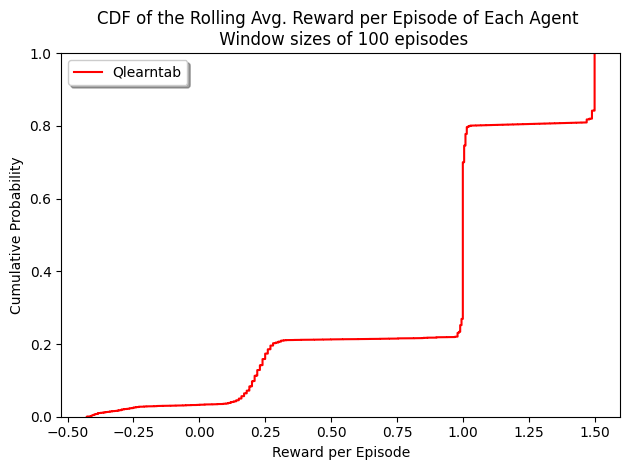 CDF of the Rolling Avg. Reward per Episode of Each Agent
Window sizes of 100 episodes
Qlearntab
1.0
0.8
0.6
0.4
0.2
0.0
Cumulative Probability
−0.50 −0.25 0.00 0.25 0.50 0.75 1.00 1.25 1.50
Reward per Episode